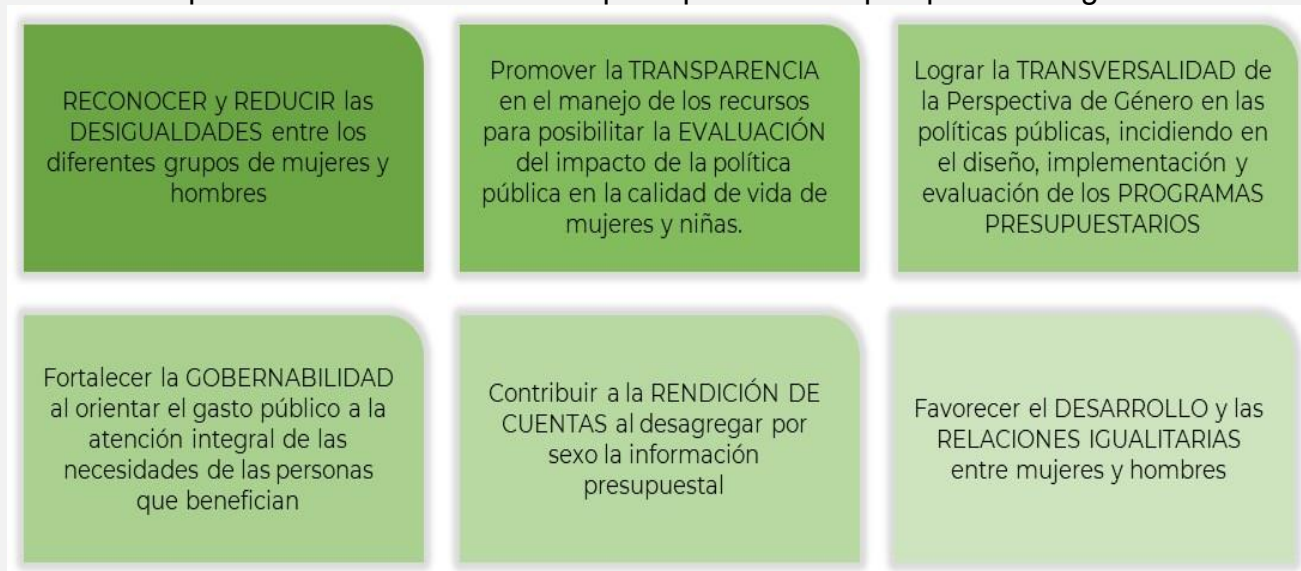 RECONOCER y REDUCIR las
DESIGUALDADES entre los
diferentes grupos de mujeres y
hombres
Promover la TRANSPARENCIA
en el manejo de los recursos
para posibilitar la EVALUACIÓN
del impacto de la política
pública en la calidad de vida de
mujeres y niñas.
Lograr la TRANSVERSALIDAD de
la Perspectiva de Género en las
políticas públicas, incidiendo en
el diseño, implementación y
evaluación de los PROGRAMAS
PRESUPUESTARIOS
Fortalecer la GOBERNABILIDAD
al orientar el gasto público a la
atención integral de las
necesidades de las personas
que benefician
Contribuir a la RENDICIÓN DE
CUENTAS al desagregar por
sexo la información
presupuestal
Favorecer el DESARROLLO y las
RELACIONES IGUALITARIAS
entre mujeres y hombres